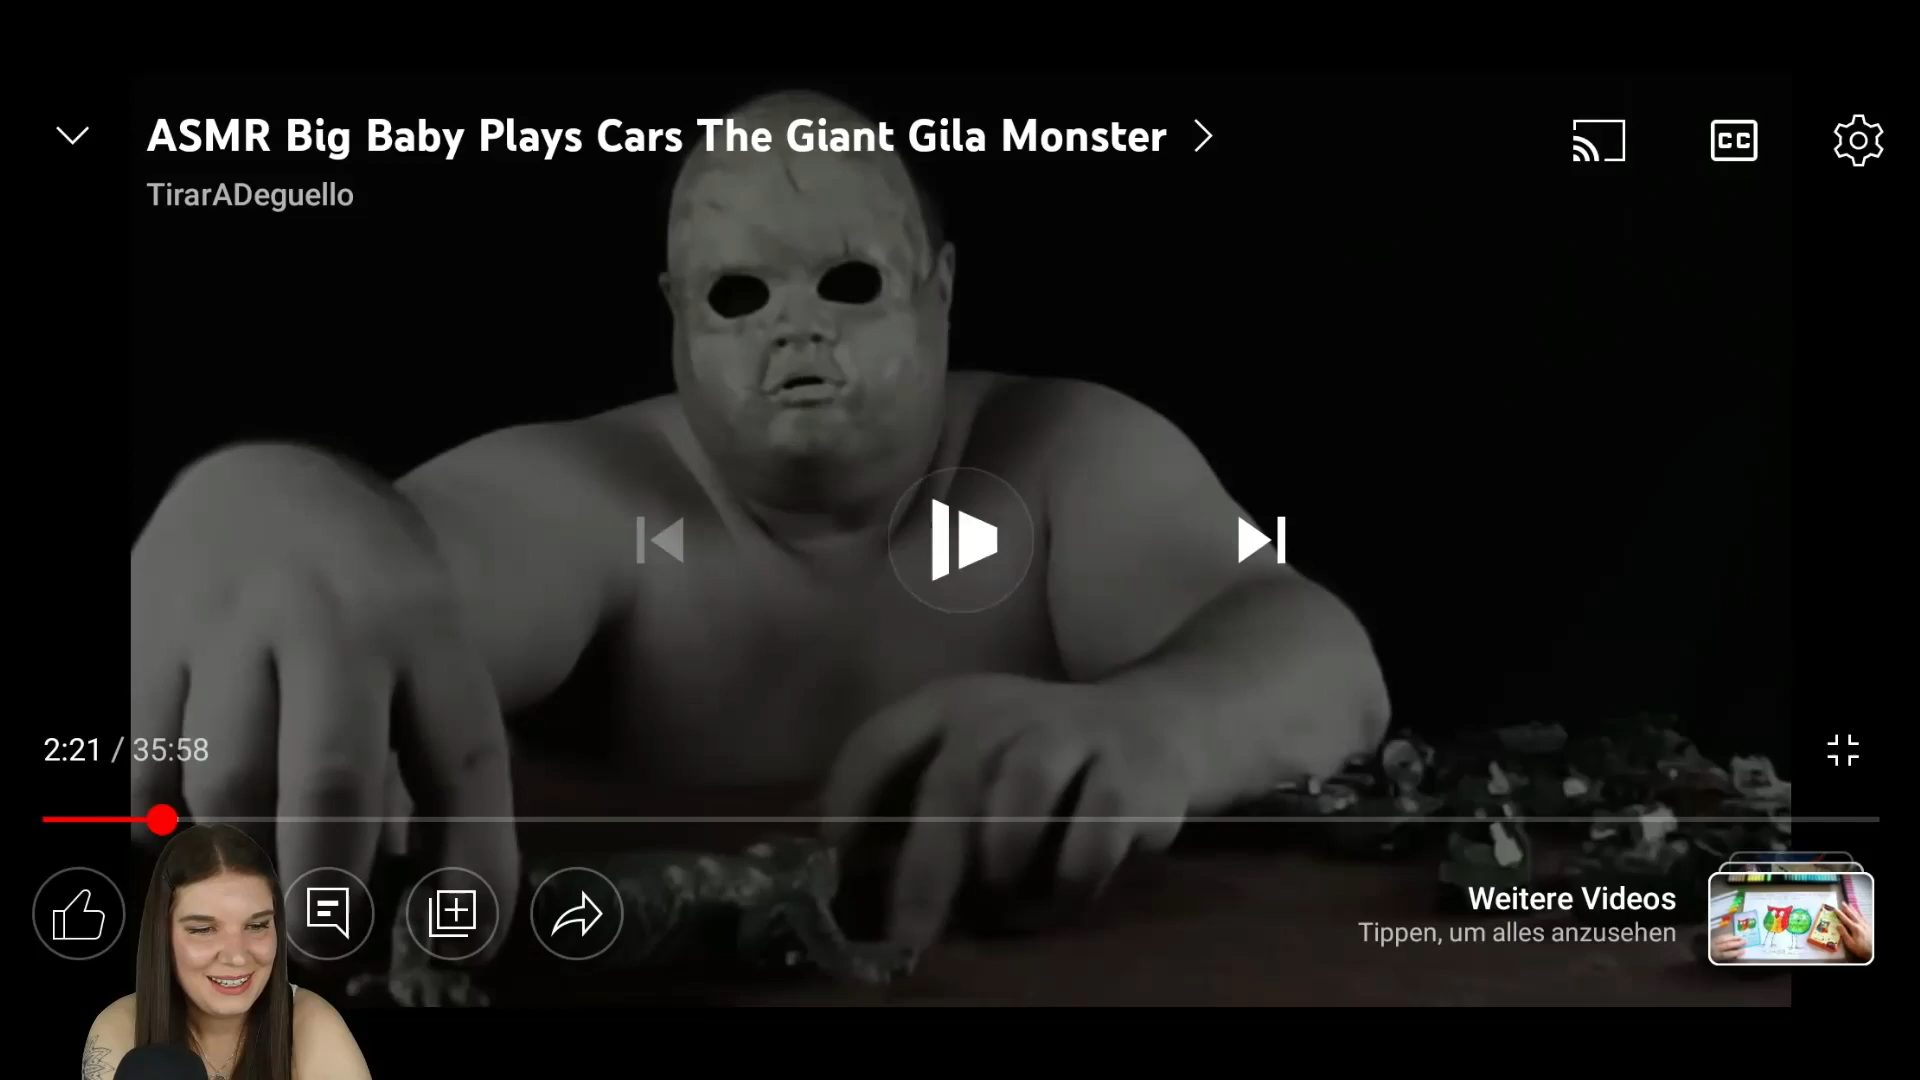 ASMR Big Baby Plays Cars The Giant Gila Monster
TirarADeguello
CC
2:21 / 35:58
Weitere Videos
Tippen, um alles anzusehen